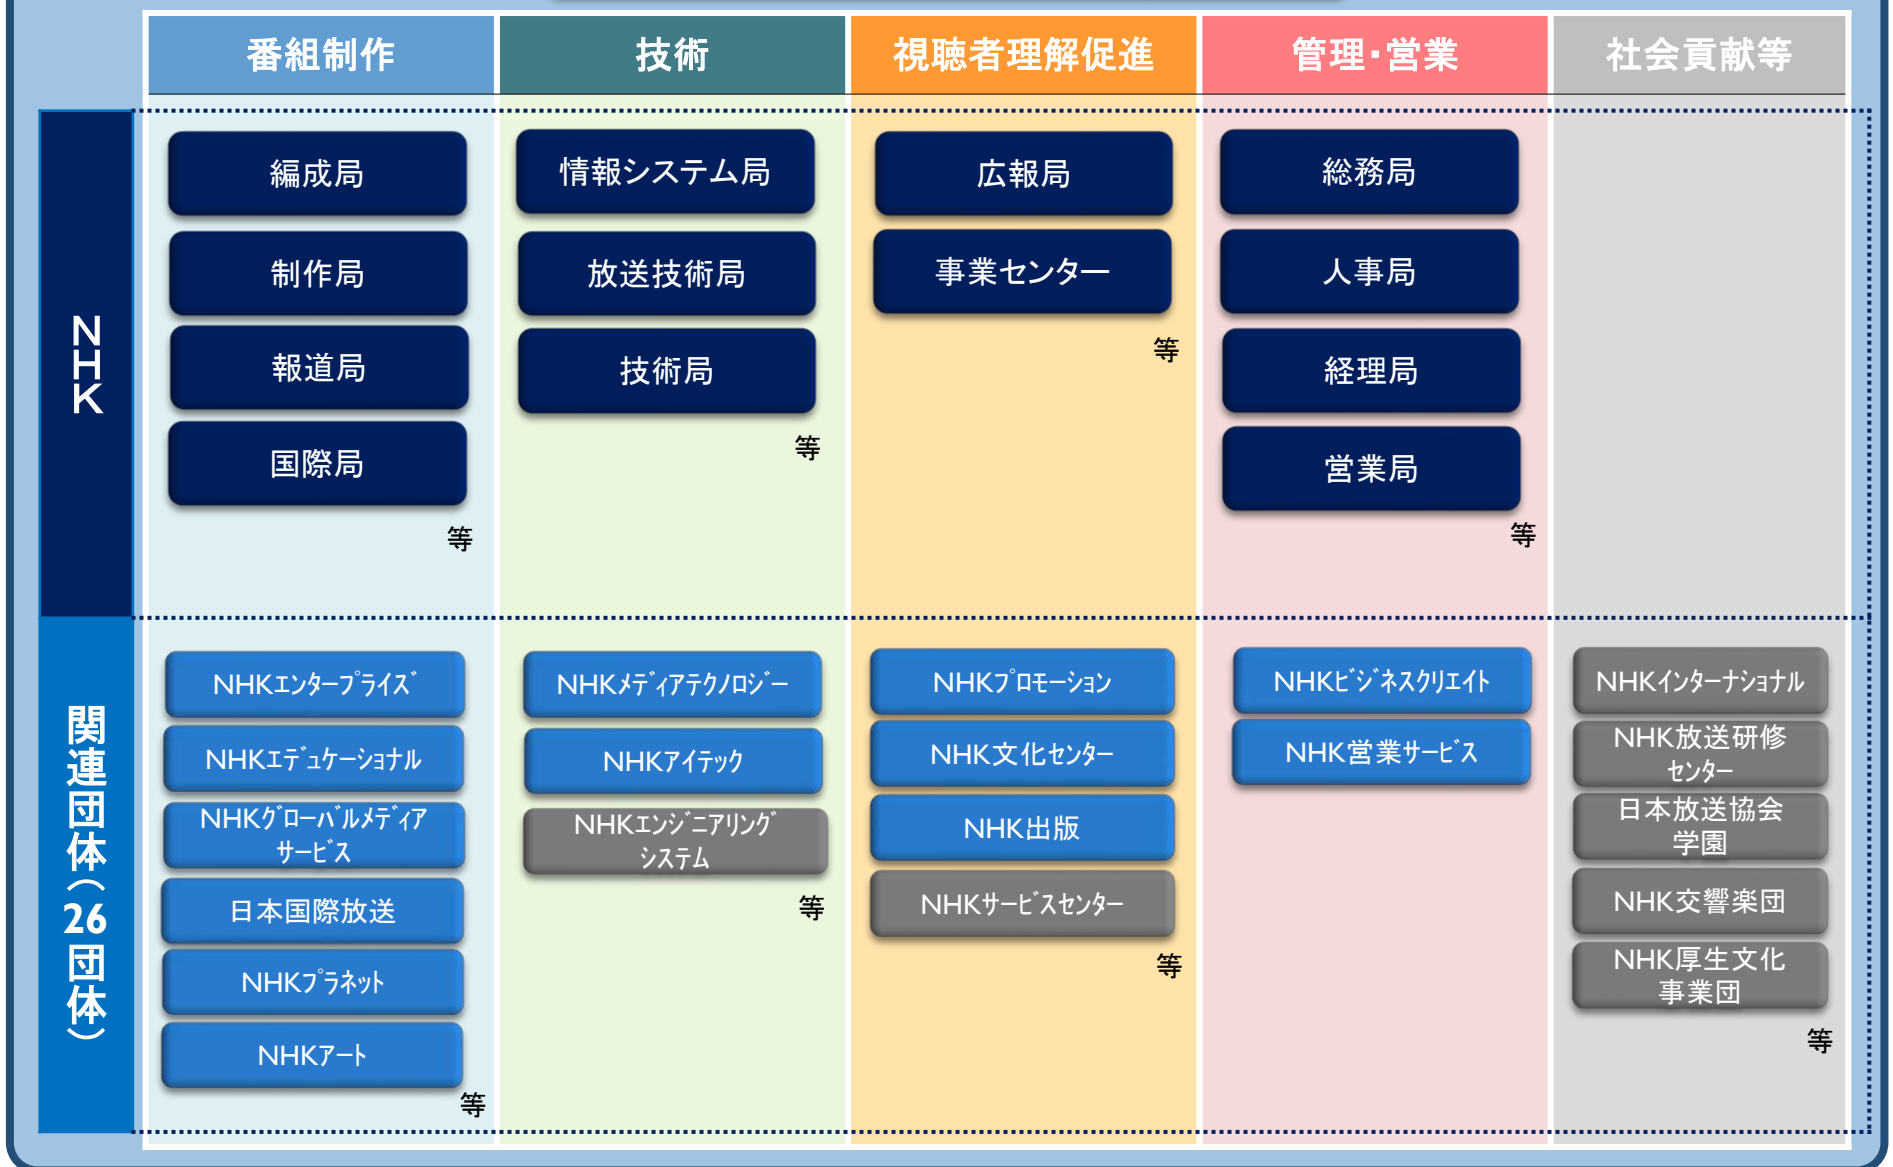 番組制作
技術
視聴者理解促進
管理・営業
社会貢献等
NHK
編成局
制作局
報道局
国際局
等
情報システム局
放送技術局
技術局
等
広報局
事業センター
等
総務局
人事局
経理局
営業局
等
関連団体（26団体）
NHKエンタープライズ
NHKエデュケーショナル
NHKグローバルメディア
サービス
日本国際放送
NHKプラネット
NHKアート
等
NHKメディアテクノロジー
NHKアイテック
NHKエンジニアリング
システム
等
NHKプロモーション
NHK文化センター
NHK出版
NHKサービスセンター
等
NHKビジネスクリエイト
NHK営業サービス
NHKインターナショナル
NHK放送研修
センター
日本放送協会
学園
NHK交響楽団
NHK厚生文化
事業団
等